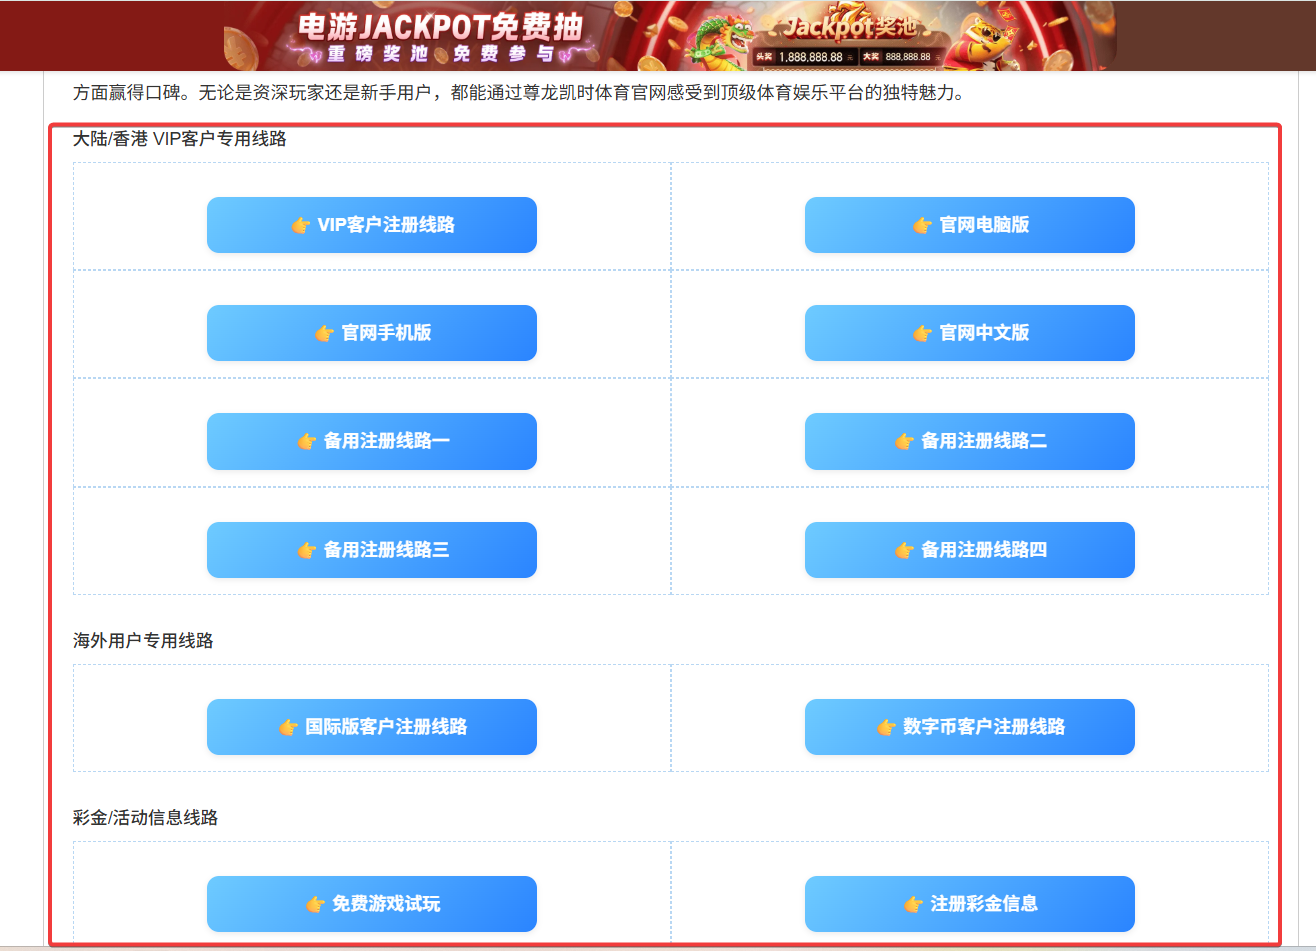 电游JACKPOT免费抽
重磅奖池 免费参与
Jackpot奖池
头奖 1,888,888.88 元 大奖 888,888.88 元
方面赢得口碑。无论是资深玩家还是新手用户，都能通过尊龙凯时体育官网感受到顶级体育娱乐平台的独特魅力。
大陆/香港 VIP客户专用线路
👉 VIP客户注册线路
👉 官网电脑版
👉 官网手机版
👉 官网中文版
👉 备用注册线路一
👉 备用注册线路二
👉 备用注册线路三
👉 备用注册线路四
海外用户专用线路
👉 国际版客户注册线路
👉 数字币客户注册线路
彩金/活动信息线路
👉 免费游戏试玩
👉 注册彩金信息